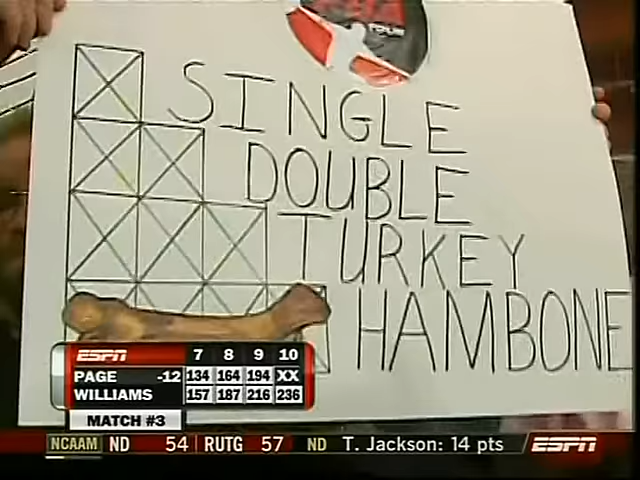 TOUR
SINGLE
DOUBLE
TURKEY
HAMBONE
ESPN 7 8 9 10
PAGE -12 134 164 194 XX
WILLIAMS 157 187 216 236
MATCH #3
NCAAM ND 54 RUTG 57 ND T. Jackson: 14 pts ESPN